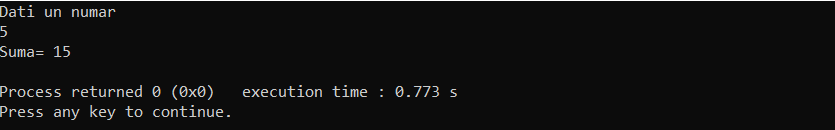 Dati un numar
5
Suma= 15
Process returned 0 (0x0)   execution time : 0.773 s
Press any key to continue.